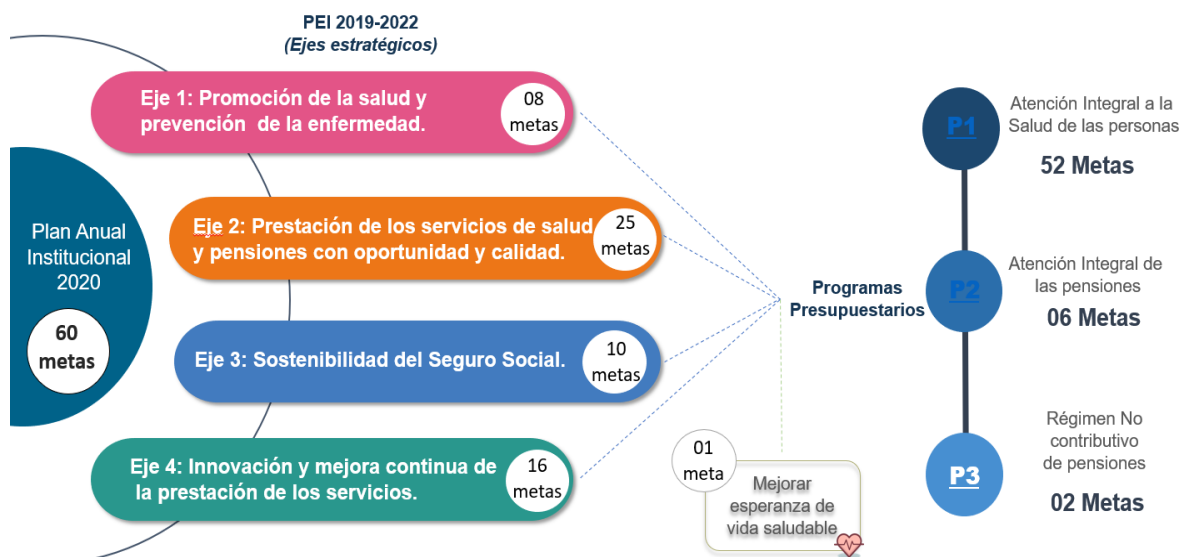 PEI 2019-2022
(Ejes estratégicos)
Eje 1: Promoción de la salud y
prevención de la enfermedad.
08
metas
Plan Anual
Institucional
2020
60
metas
Eje 2: Prestación de los servicios de salud
y pensiones con oportunidad y calidad.
25
metas
Eje 3: Sostenibilidad del Seguro Social.
10
metas
Eje 4: Innovación y mejora continua de
la prestación de los servicios.
16
metas
Programas
Presupuestarios
01
meta
Mejorar
esperanza de
vida saludable
P1
Atención Integral a la
Salud de las personas
52 Metas
P2
Atención Integral de
las pensiones
06 Metas
P3
Régimen No
contributivo
de pensiones
02 Metas